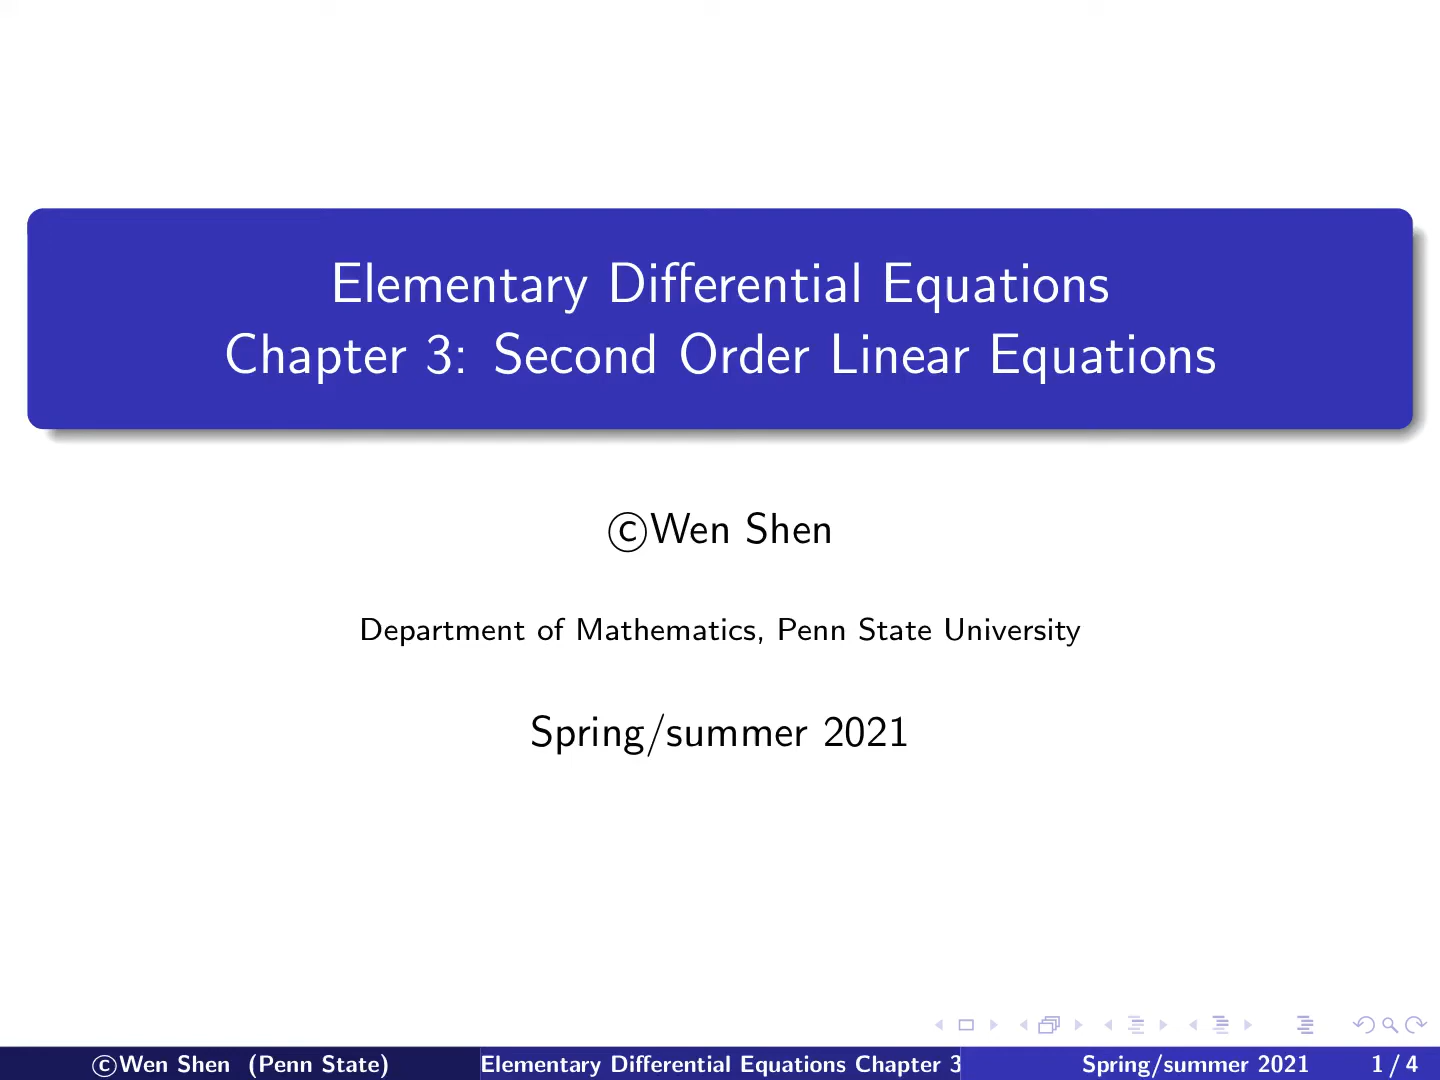 Elementary Differential Equations
Chapter 3: Second Order Linear Equations
©Wen Shen
Department of Mathematics, Penn State University
Spring/summer 2021
©Wen Shen (Penn State) Elementary Differential Equations Chapter 3 Spring/summer 2021 1 / 4